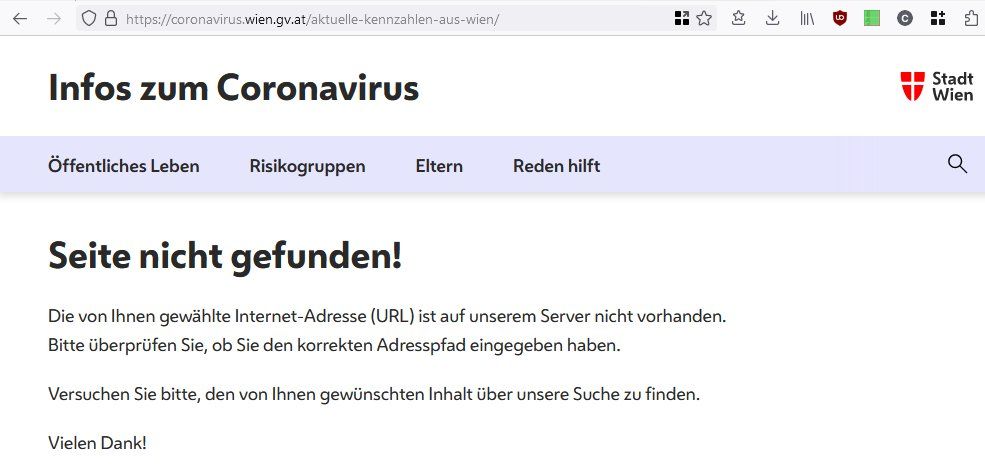 https://coronavirus.wien.gv.at/aktuelle-kennzahlen-aus-wien/
Infos zum Coronavirus
Stadt
Wien
Öffentliches Leben Risikogruppen Eltern Reden hilft
Seite nicht gefunden!
Die von Ihnen gewählte Internet-Adresse (URL) ist auf unserem Server nicht vorhanden.
Bitte überprüfen Sie, ob Sie den korrekten Adresspfad eingegeben haben.
Versuchen Sie bitte, den von Ihnen gewünschten Inhalt über unsere Suche zu finden.
Vielen Dank!